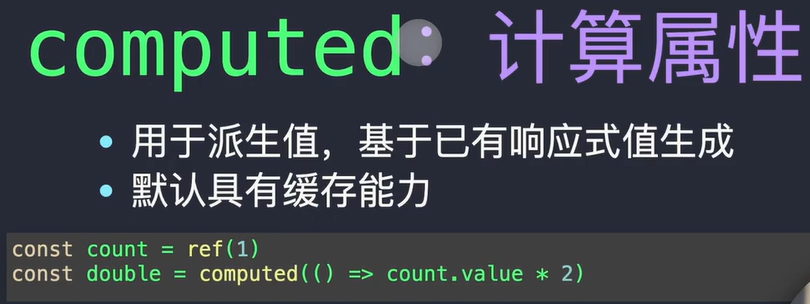 computed: 计算属性
用于派生值，基于已有响应式值生成
默认具有缓存能力
const count = ref(1)
const double = computed(() => count.value * 2)